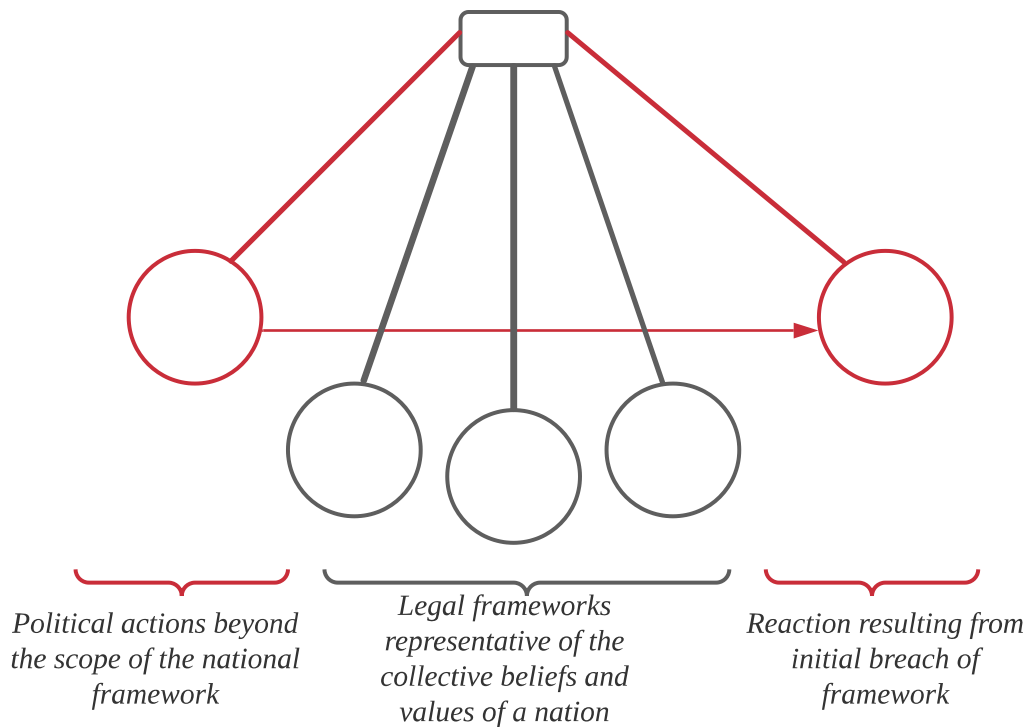 Political actions beyond
the scope of the national
framework
Legal frameworks
representative of the
collective beliefs and
values of a nation
Reaction resulting from
initial breach of
framework